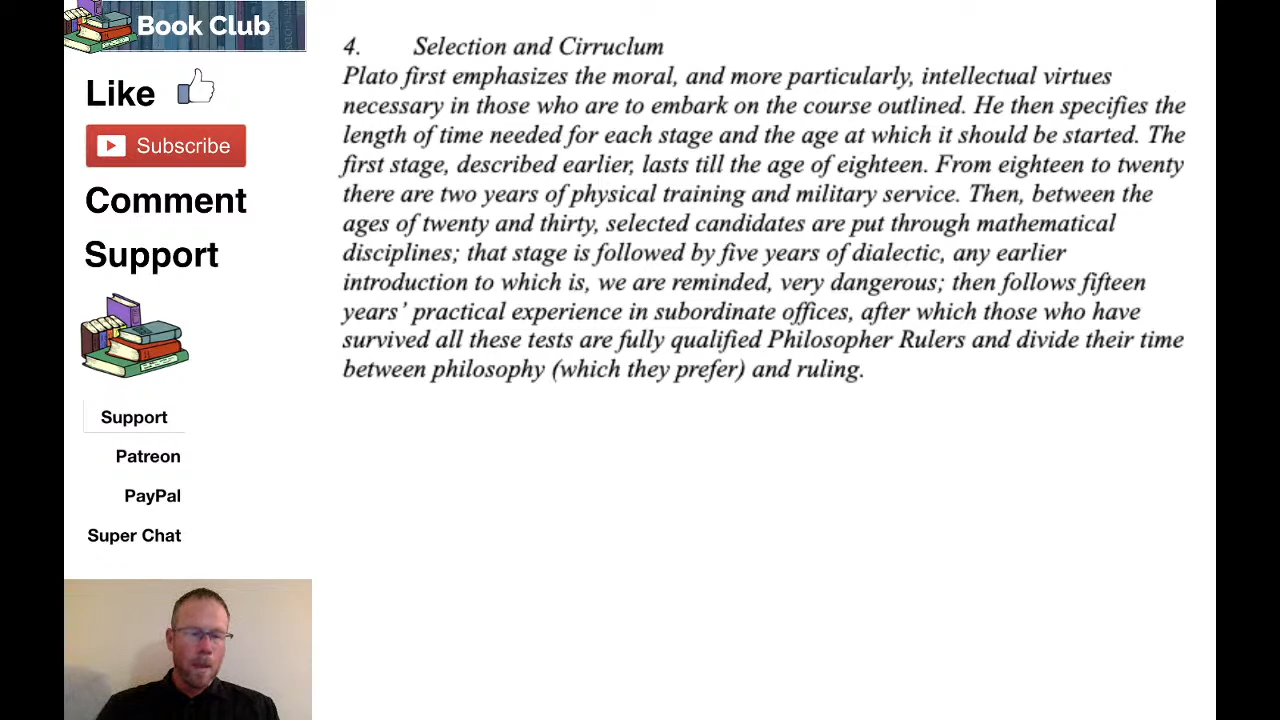 Book Club
Like
Subscribe
Comment
Support
Support
Patreon
PayPal
Super Chat
4. Selection and Cirruclum
Plato first emphasizes the moral, and more particularly, intellectual virtues
necessary in those who are to embark on the course outlined. He then specifies the
length of time needed for each stage and the age at which it should be started. The
first stage, described earlier, lasts till the age of eighteen. From eighteen to twenty
there are two years of physical training and military service. Then, between the
ages of twenty and thirty, selected candidates are put through mathematical
disciplines; that stage is followed by five years of dialectic, any earlier
introduction to which is, we are reminded, very dangerous; then follows fifteen
years’ practical experience in subordinate offices, after which those who have
survived all these tests are fully qualified Philosopher Rulers and divide their time
between philosophy (which they prefer) and ruling.